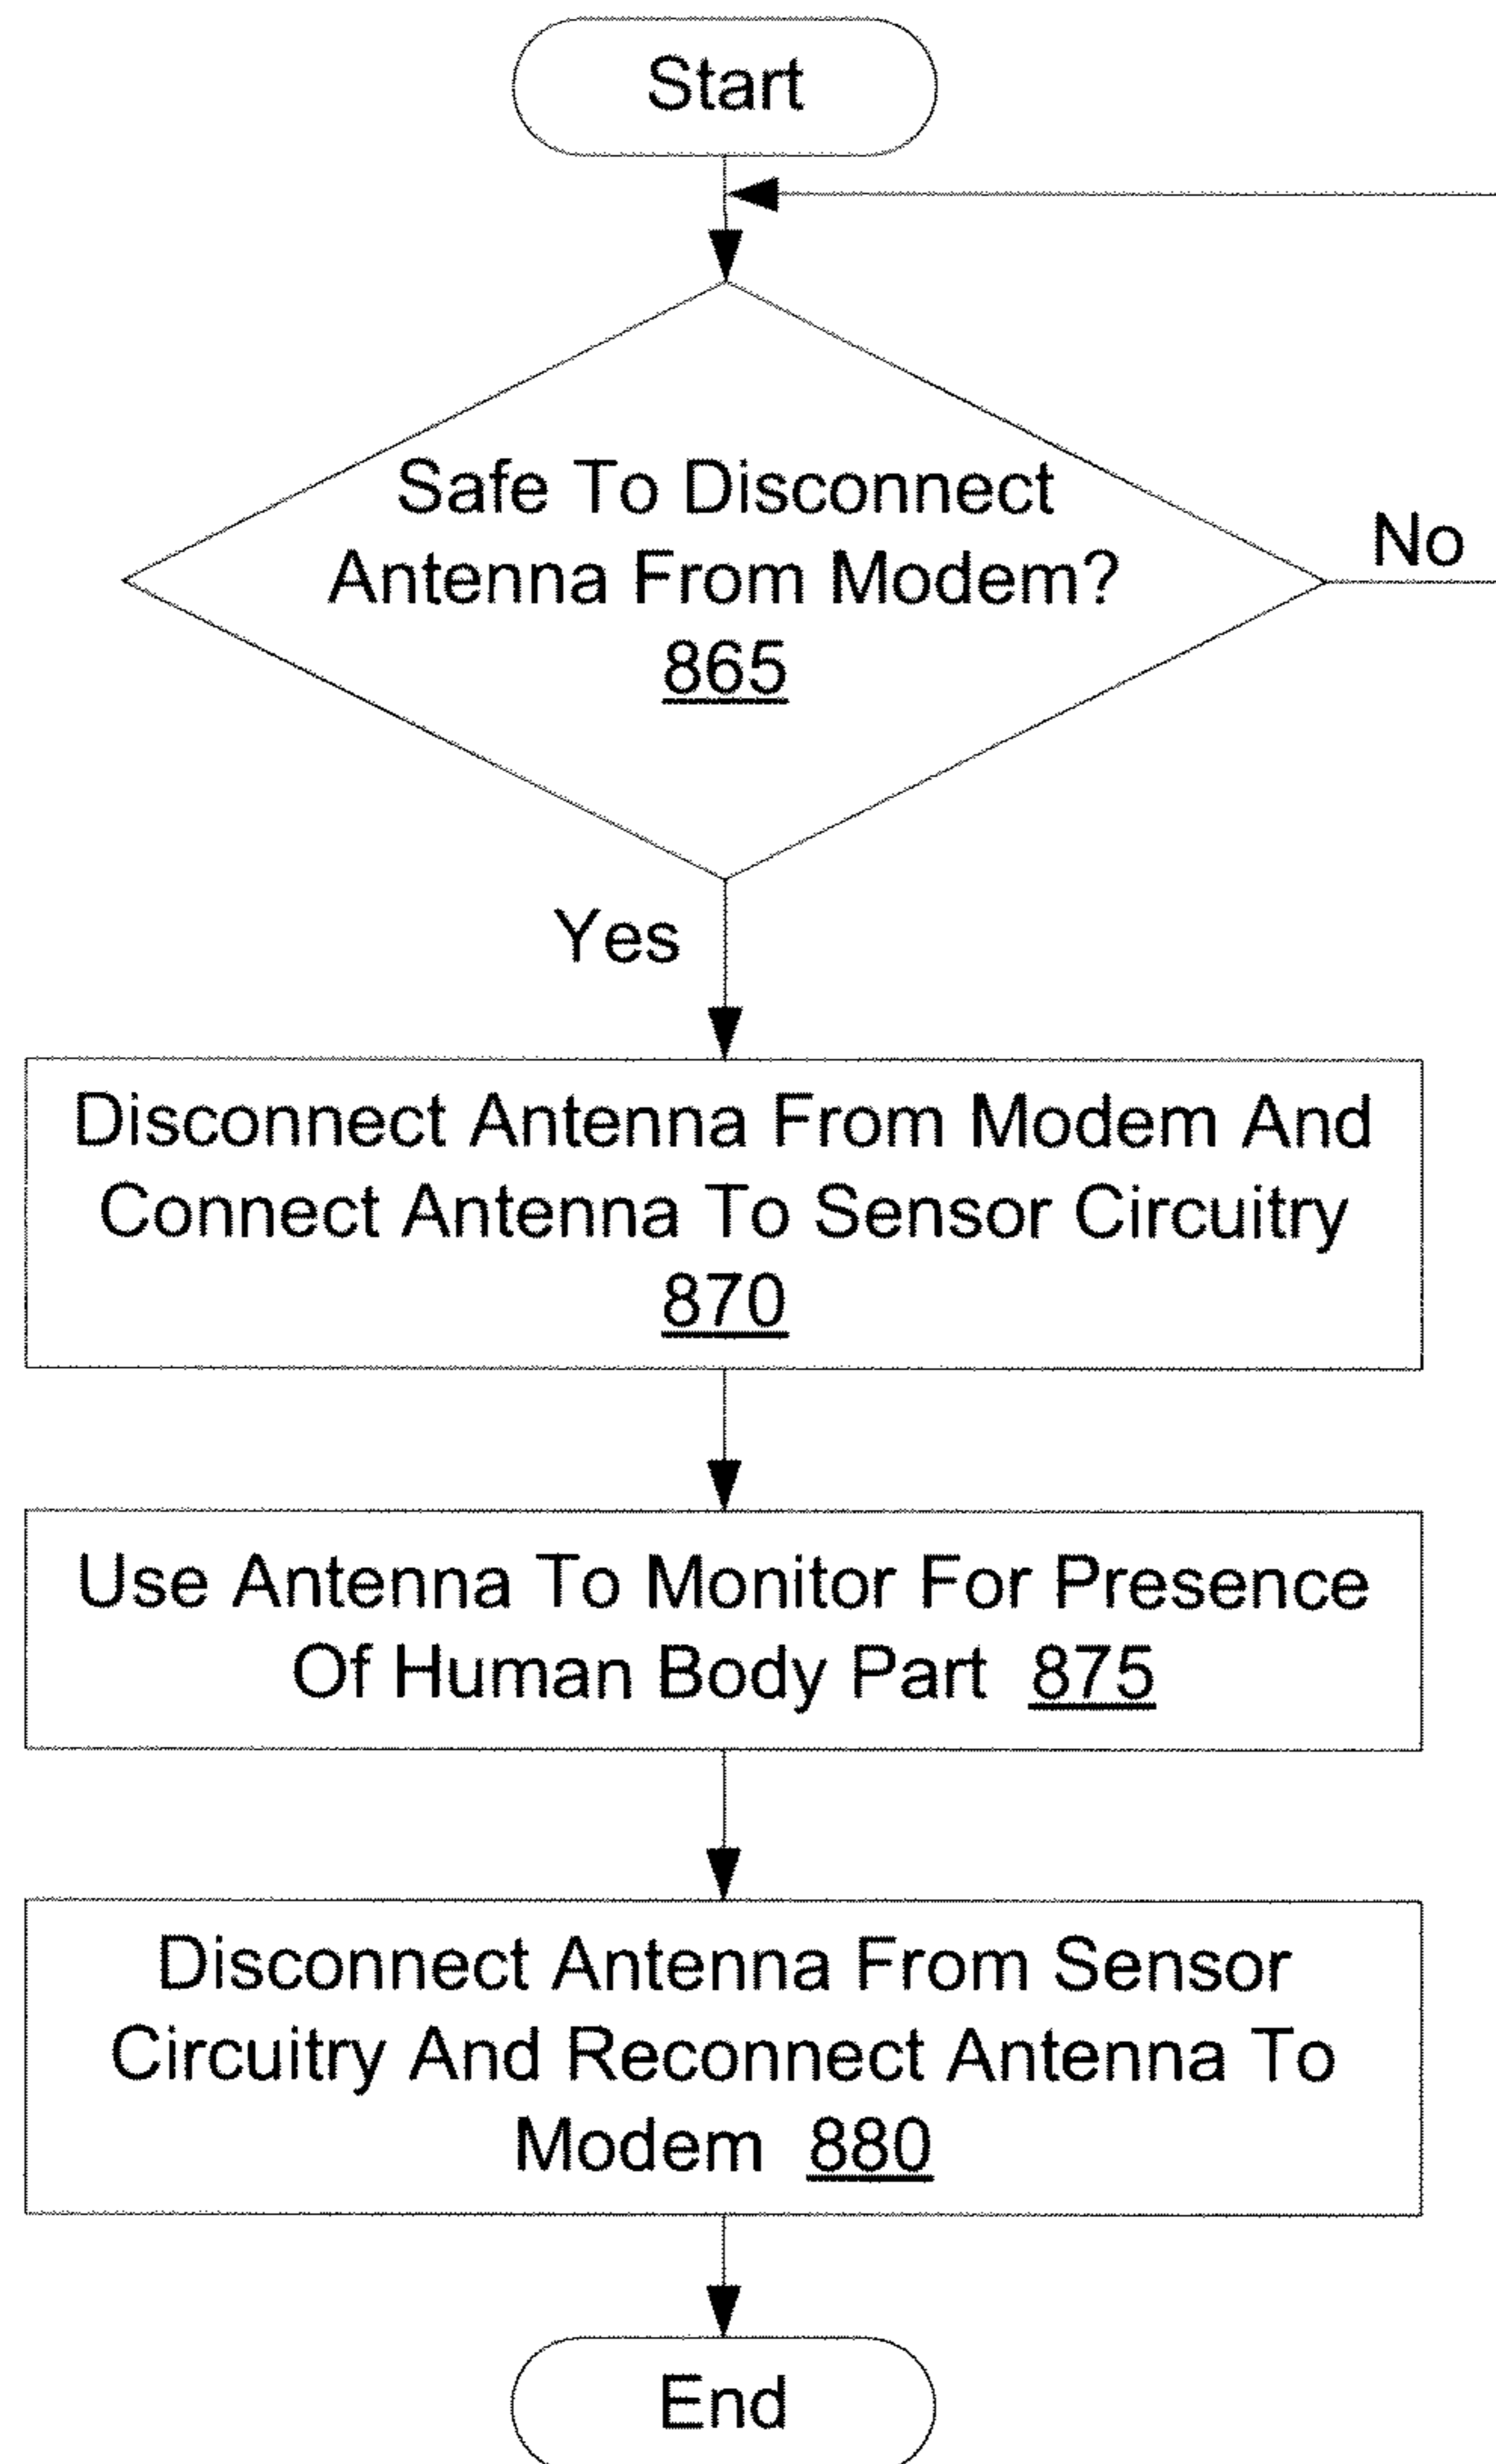 Start
Safe To Disconnect
Antenna From Modem?
865
No
Yes
Disconnect Antenna From Modem And
Connect Antenna To Sensor Circuitry
870
Use Antenna To Monitor For Presence
Of Human Body Part 875
Disconnect Antenna From Sensor
Circuitry And Reconnect Antenna To
Modem 880
End